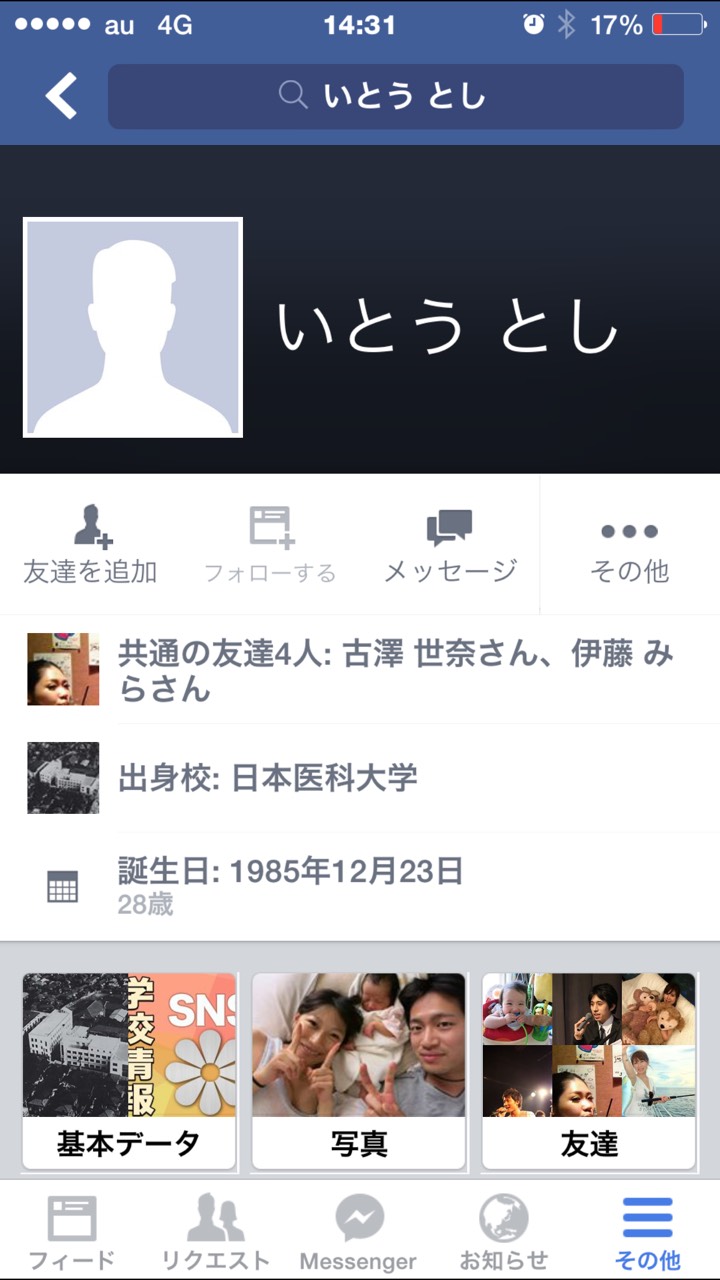 au 4G 14:31 17%
いとう とし
いとう とし
友達を追加 フォローする メッセージ その他
共通の友達4人: 古澤 世奈さん、伊藤 み
らさん
出身校: 日本医科大学
誕生日: 1985年12月23日
28歳
学校情報 SNS
基本データ 写真 友達
フィード リクエスト Messenger お知らせ その他